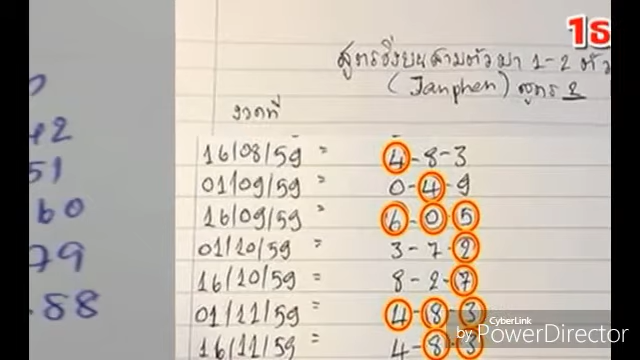 1ธ
สูตรวิ่งบนสามตัวมา 1-2 ตัว
(Janphen) สูตร 2
งวดที่
42
51
60
79
88
16/08/59 = 4-8-3
01/09/59 = 0-4-9
16/09/59 = 6-0-5
01/10/59 = 3-7-2
16/10/59 = 8-2-7
01/11/59 = 4-8-3
16/11/59 = 4-8-3
CyberLink
by PowerDirector